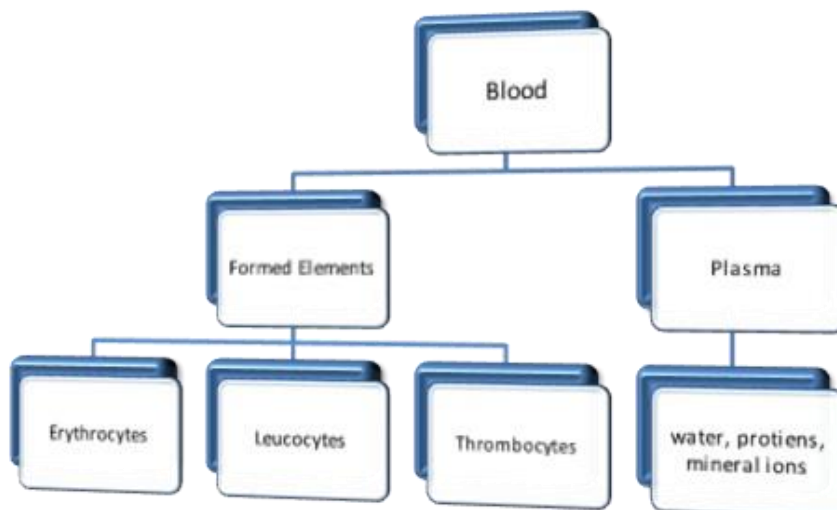 Blood
Formed Elements
Plasma
Erythrocytes
Leucocytes
Thrombocytes
water, protiens,
mineral ions